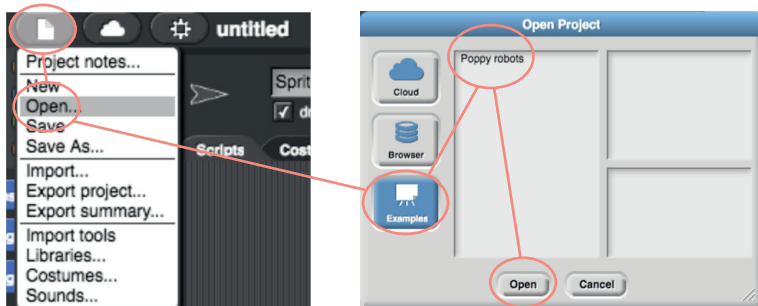 untitled
Project notes...
New
Open...
Save
Save As...
Import...
Export project...
Export summary...
Import tools
Libraries...
Costumes...
Sounds...
Sprit
dr
Scripts
Cost
Open Project
Cloud
Browser
Examples
Poppy robots
Open
Cancel